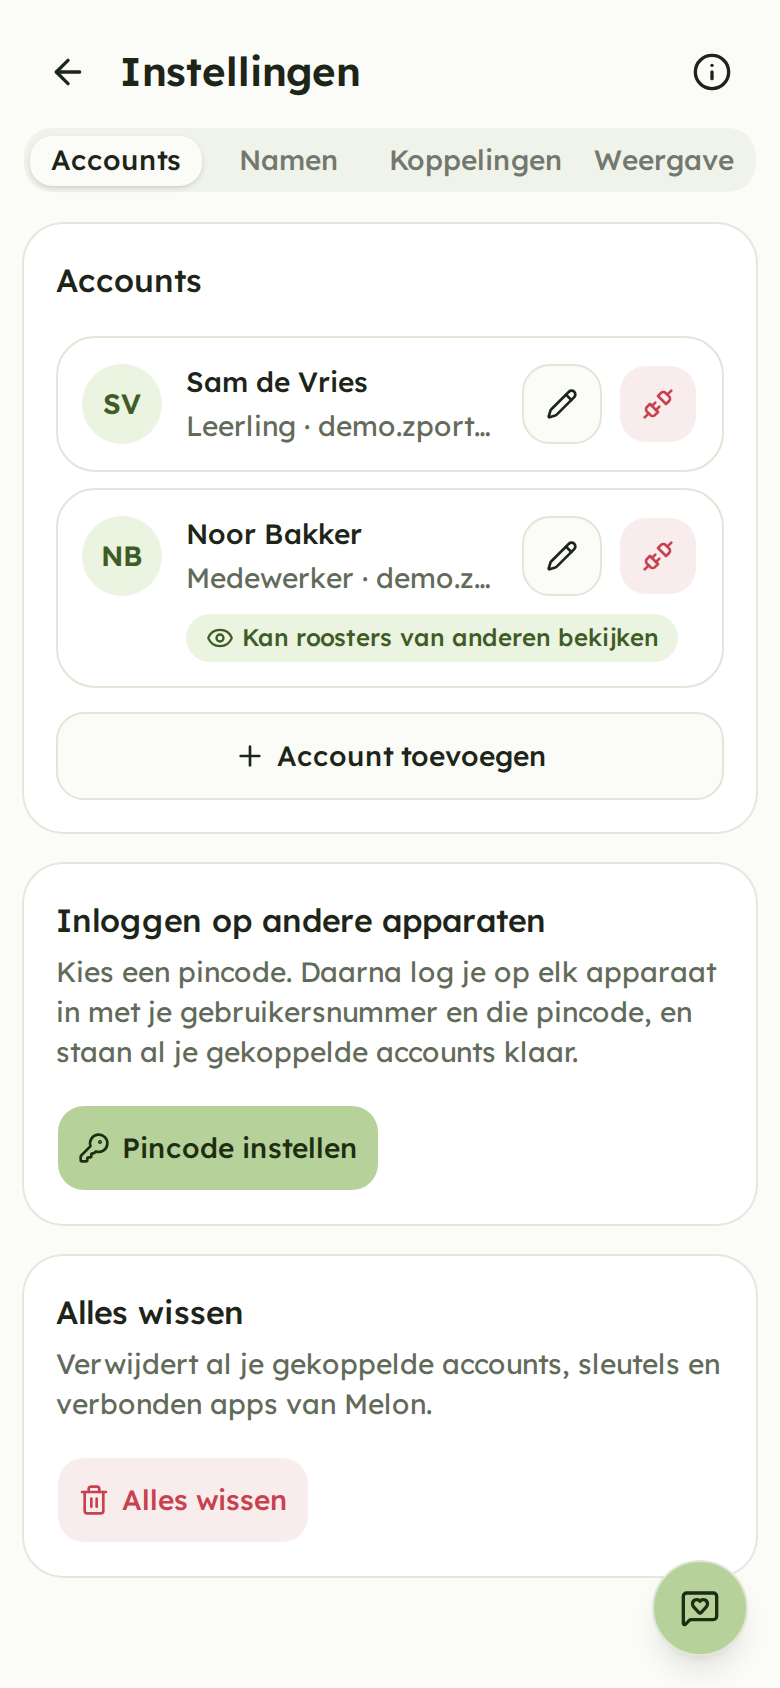 Instellingen
Accounts
Namen
Koppelingen
Weergave
Accounts
SV
Sam de Vries
Leerling · demo.zport...
NB
Noor Bakker
Medewerker · demo.z...
Kan roosters van anderen bekijken
Account toevoegen
Inloggen op andere apparaten
Kies een pincode. Daarna log je op elk apparaat
in met je gebruikersnummer en die pincode, en
staan al je gekoppelde accounts klaar.
Pincode instellen
Alles wissen
Verwijdert al je gekoppelde accounts, sleutels en
verbonden apps van Melon.
Alles wissen